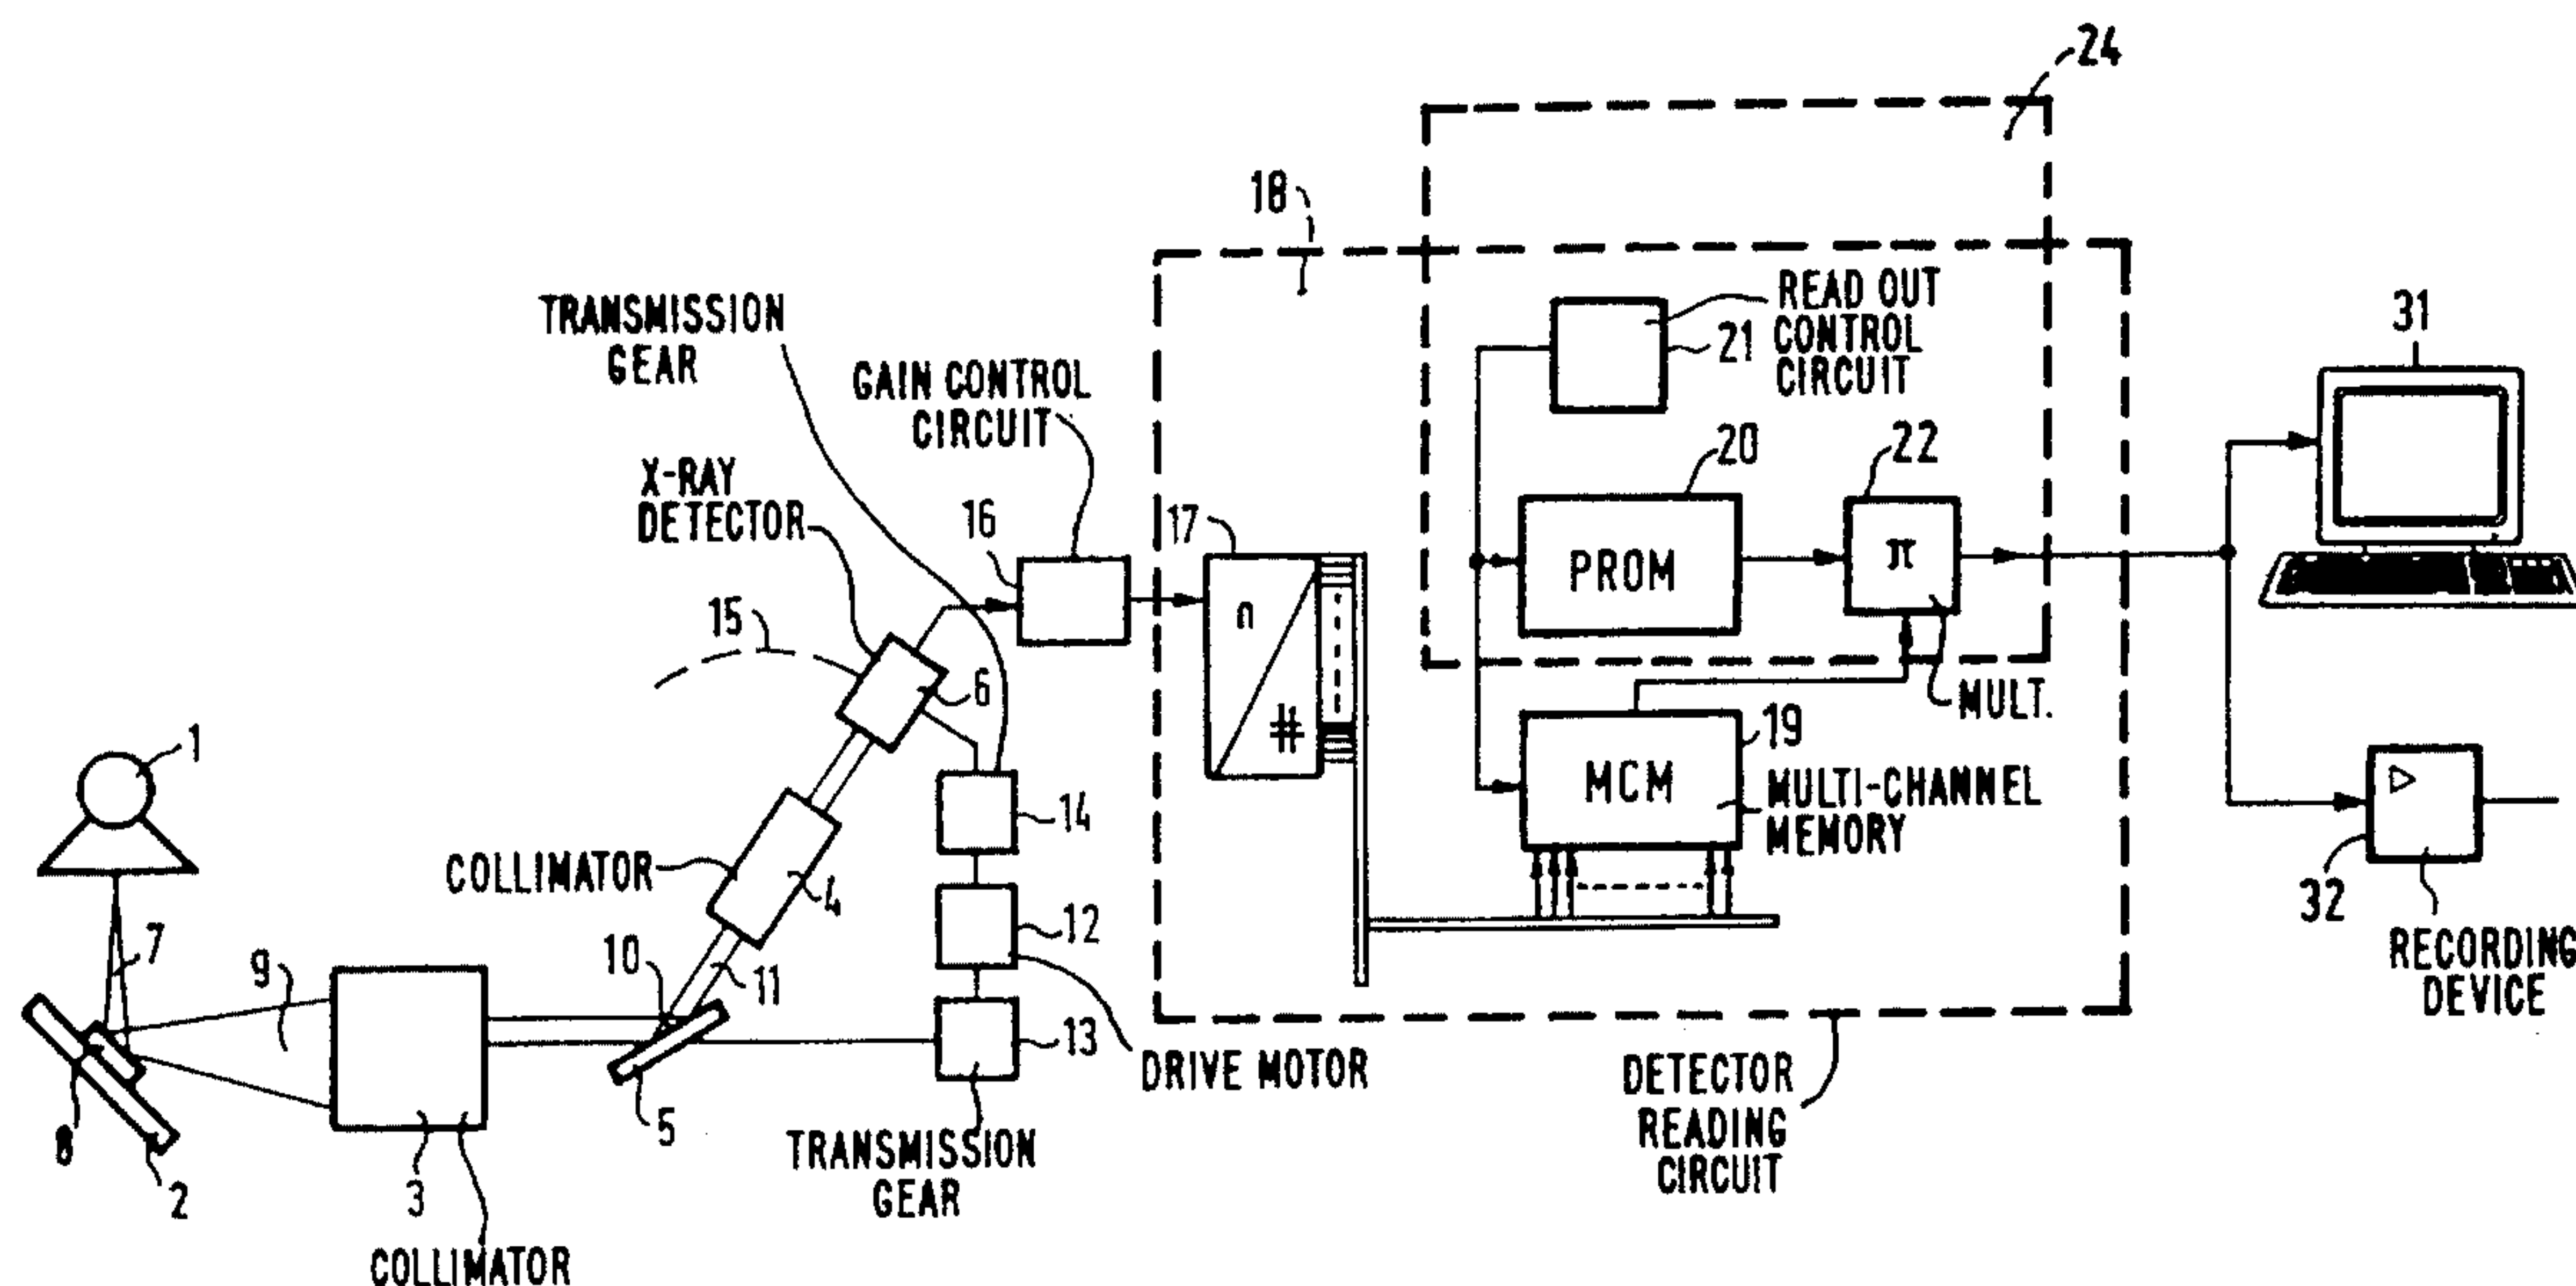 24
18
READ OUT
CONTROL
CIRCUIT
21
31
TRANSMISSION
GEAR
GAIN CONTROL
CIRCUIT
X-RAY
DETECTOR
16
17
n
#
20
PROM
22
π
MULT.
15
6
19
MCM
MULTI-CHANNEL
MEMORY
1
14
COLLIMATOR
4
12
32
RECORDING
DEVICE
7
9
10
11
13
DRIVE MOTOR
DETECTOR
READING
CIRCUIT
8
2
3
5
TRANSMISSION
GEAR
COLLIMATOR